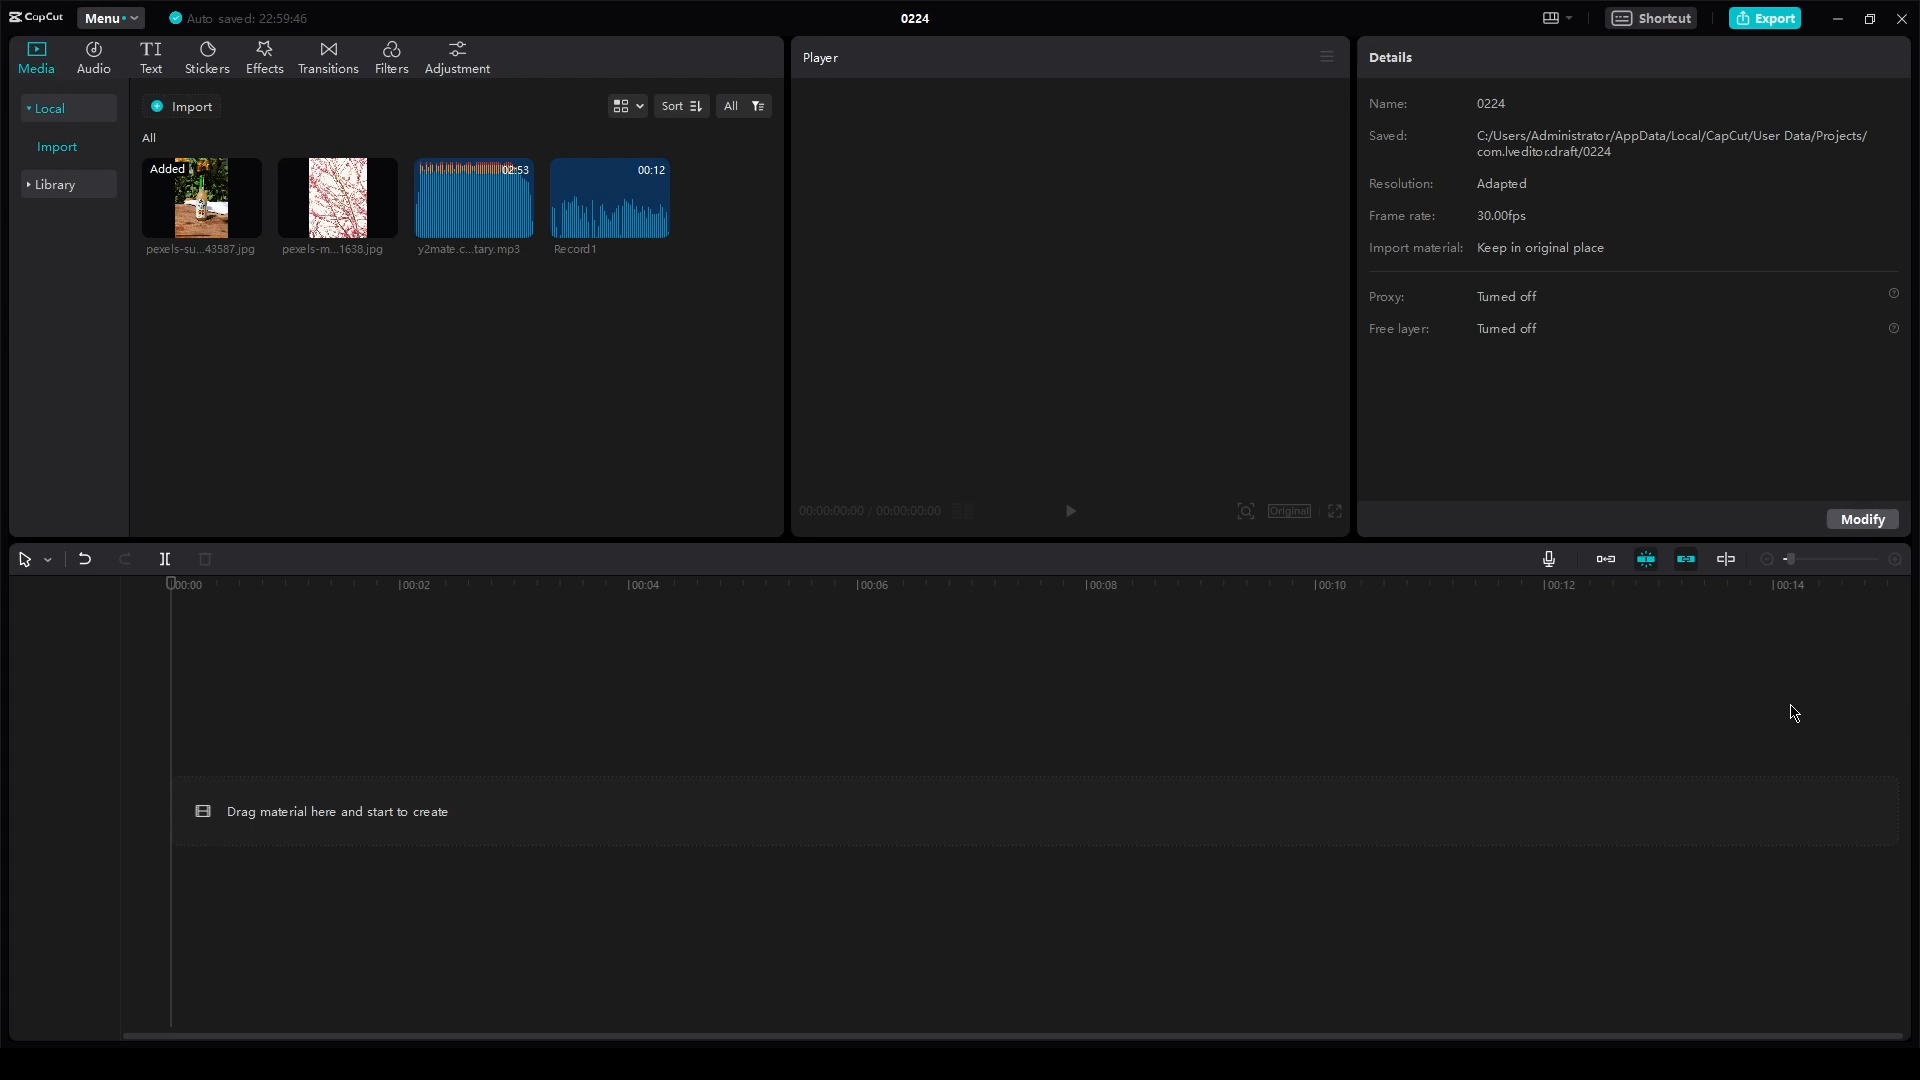 CapCut
Menu
Auto saved: 22:59:46
0224
Shortcut
Export
Media
Audio
TI
Text
Stickers
Effects
Transitions
Filters
Adjustment
Player
Details
Local
Import
Library
Import
Sort
All
All
Added
02:53
00:12
pexels-su...43587.jpg
pexels-m...1638.jpg
y2mate.c...tary.mp3
Record1
Name:
0224
Saved:
C:/Users/Administrator/AppData/Local/CapCut/User Data/Projects/
com.lveditor.draft/0224
Resolution:
Adapted
Frame rate:
30.00fps
Import material:
Keep in original place
Proxy:
Turned off
Free layer:
Turned off
00:00:00:00 / 00:00:00:00
Original
Modify
00:00
00:02
00:04
00:06
00:08
00:10
00:12
00:14
Drag material here and start to create